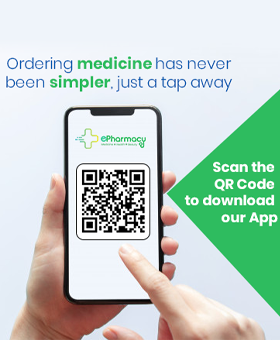 Ordering medicine has never
been simpler, just a tap away
ePharmacy
Scan the
QR Code
to download
our App